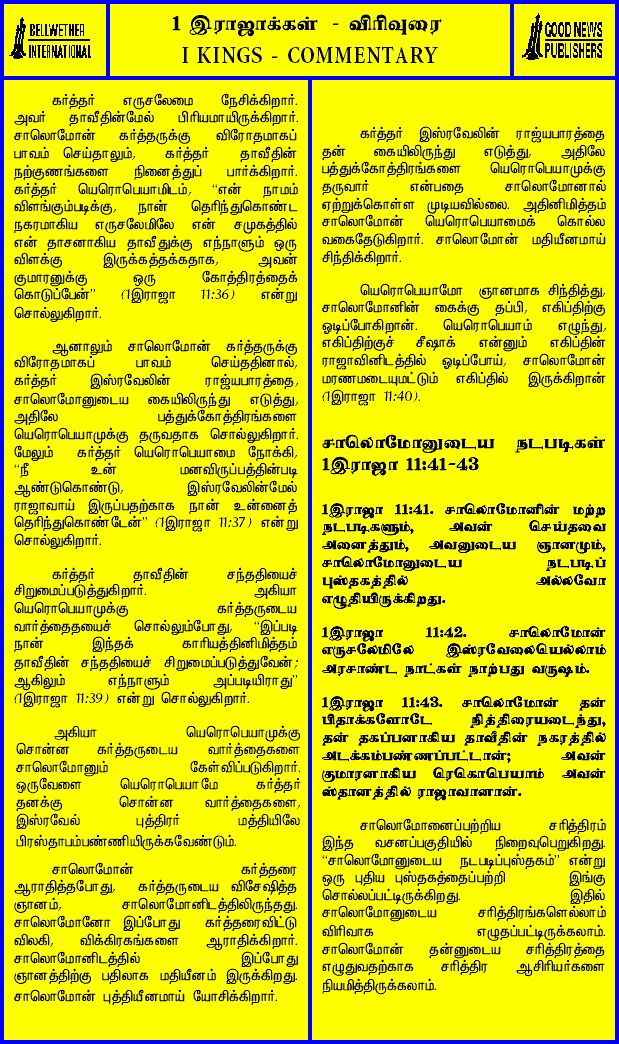 BELLWETHER
INTERNATIONAL
1 இராஜாக்கள் - விரிவுரை
I KINGS - COMMENTARY
GOOD NEWS
PUBLISHERS
கர்த்தர் எருசலேமை நேசிக்கிறார்.
அவர் தாவீதின்மேல் பிரியமாயிருக்கிறார்.
சாலொமோன் கர்த்தருக்கு விரோதமாகப்
பாவம் செய்தாலும், கர்த்தர் தாவீதின்
நற்குணங்களை நினைத்துப் பார்க்கிறார்.
கர்த்தர் யெரொபெயாமிடம், “என் நாமம்
விளங்கும்படிக்கு, நான் தெரிந்துகொண்ட
நகரமாகிய எருசலேமிலே என் சமுகத்தில்
என் தாசனாகிய தாவீதுக்கு எந்நாளும் ஒரு
விளக்கு இருக்கத்தக்கதாக, அவன்
குமாரனுக்கு ஒரு கோத்திரத்தைக்
கொடுப்பேன்” (1இராஜா 11:36) என்று
சொல்லுகிறார்.
ஆனாலும் சாலொமோன் கர்த்தருக்கு
விரோதமாகப் பாவம் செய்ததினால்,
கர்த்தர் இஸ்ரவேலின் ராஜ்யபாரத்தை,
சாலொமோனுடைய கையிலிருந்து எடுத்து,
அதிலே பத்துக்கோத்திரங்களை
யெரொபெயாமுக்கு தருவதாக சொல்லுகிறார்.
மேலும் கர்த்தர் யெரொபெயாமை நோக்கி,
“நீ உன் மனவிருப்பத்தின்படி
ஆண்டுகொண்டு, இஸ்ரவேலின்மேல்
ராஜாவாய் இருப்பதற்காக நான் உன்னைத்
தெரிந்துகொண்டேன்” (1இராஜா 11:37) என்று
சொல்லுகிறார்.
கர்த்தர் தாவீதின் சந்ததியைச்
சிறுமைப்படுத்துகிறார். அகியா
யெரொபெயாமுக்கு கர்த்தருடைய
வார்த்தைதயைச் சொல்லும்போது, “இப்படி
நான் இந்தக் காரியத்தினிமித்தம்
தாவீதின் சந்ததியைச் சிறுமைப்படுத்துவேன்;
ஆகிலும் எந்நாளும் அப்படியிராது”
(1இராஜா 11:39) என்று சொல்லுகிறார்.
அகியா யெரொபெயாமுக்கு
சொன்ன கர்த்தருடைய வார்த்தைகளை
சாலொமோனும் கேள்விப்படுகிறார்.
ஒருவேளை யெரொபெயாமே கர்த்தர்
தனக்கு சொன்ன வார்த்தைகளை,
இஸ்ரவேல் புத்திரர் மத்தியிலே
பிரஸ்தாபம்பண்ணியிருக்கவேண்டும்.
சாலொமோன் கர்த்தரை
ஆராதித்தபோது, கர்த்தருடைய விசேஷித்த
ஞானம், சாலொமோனிடத்திலிருந்தது.
சாலொமோனோ இப்போது கர்த்தரைவிட்டு
விலகி, விக்கிரகங்களை ஆராதிக்கிறார்.
சாலொமோனிடத்தில் இப்போது
ஞானத்திற்கு பதிலாக மதியீனம் இருக்கிறது.
சாலொமோன் புத்தியீனமாய் யோசிக்கிறார்.
கர்த்தர் இஸ்ரவேலின் ராஜ்யபாரத்தை
தன் கையிலிருந்து எடுத்து, அதிலே
பத்துக்கோத்திரங்களை யெரொபெயாமுக்கு
தருவார் என்பதை சாலொமோனால்
ஏற்றுக்கொள்ள முடியவில்லை. அதினிமித்தம்
சாலொமோன் யெரொபெயாமைக் கொல்ல
வகைதேடுகிறார். சாலொமோன் மதியீனமாய்
சிந்திக்கிறார்.
யெரொபெயாமோ ஞானமாக சிந்தித்து,
சாலொமோனின் கைக்கு தப்பி, எகிப்திற்கு
ஓடிப்போகிறான். யெரொபெயாம் எழுந்து,
எகிப்திற்குச் சீஷாக் என்னும் எகிப்தின்
ராஜாவினிடத்தில் ஓடிப்போய், சாலொமோன்
மரணமடையுமட்டும் எகிப்தில் இருக்கிறான்
(1இராஜா 11:40).
சாலொமோனுடைய நடபடிகள்
1இராஜா 11:41-43
1இராஜா 11:41. சாலொமோனின் மற்ற
நடபடிகளும், அவன் செய்தவை
அனைத்தும், அவனுடைய ஞானமும்,
சாலொமோனுடைய நடபடிப்
புஸ்தகத்தில் அல்லவோ
எழுதியிருக்கிறது.
1இராஜா 11:42. சாலொமோன்
எருசலேமிலே இஸ்ரவேலையெல்லாம்
அரசாண்ட நாட்கள் நாற்பது வருஷம்.
1இராஜா 11:43. சாலொமோன் தன்
பிதாக்களோடே நித்திரையடைந்து,
தன் தகப்பனாகிய தாவீதின் நகரத்தில்
அடக்கம்பண்ணப்பட்டான்; அவன்
குமாரனாகிய ரெகொபெயாம் அவன்
ஸ்தானத்தில் ராஜாவானான்.
சாலொமோனைப்பற்றிய சரித்திரம்
இந்த வசனப்பகுதியில் நிறைவுபெறுகிறது.
“சாலொமோனுடைய நடபடிப்புஸ்தகம்” என்று
ஒரு புதிய புஸ்தகத்தைப்பற்றி இங்கு
சொல்லப்பட்டிருக்கிறது. இதில்
சாலொமோனுடைய சரித்திரங்களெல்லாம்
விரிவாக எழுதப்பட்டிருக்கலாம்.
சாலொமோன் தன்னுடைய சரித்திரத்தை
எழுதுவதற்காக சரித்திர ஆசிரியர்களை
நியமித்திருக்கலாம்.